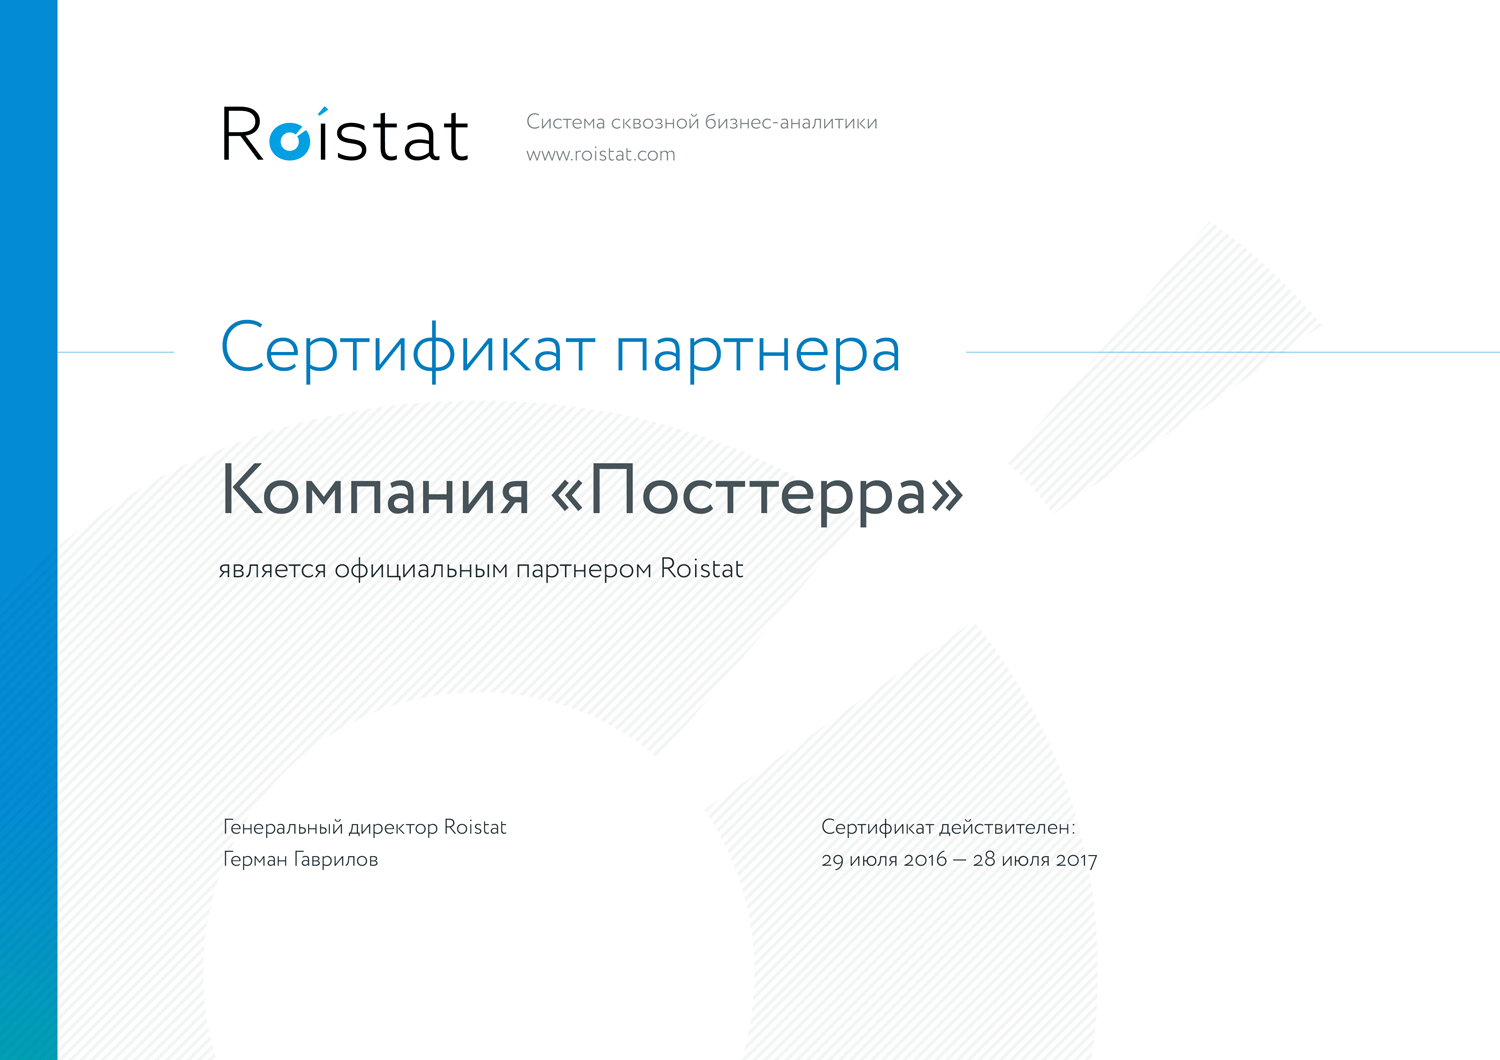 Roistat
Система сквозной бизнес-аналитики
www.roistat.com
Сертификат партнера
Компания «Посттерра»
является официальным партнером Roistat
Генеральный директор Roistat
Герман Гаврилов
Сертификат действителен:
29 июля 2016 — 28 июля 2017